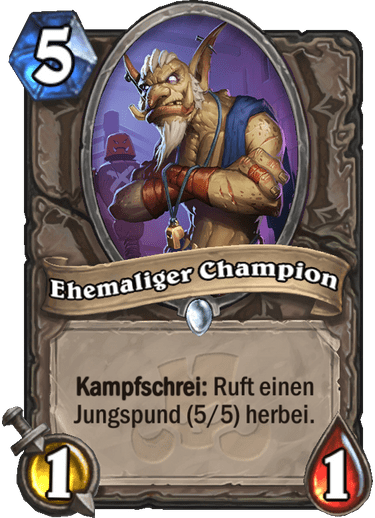 5
Ehemaliger Champion
Kampfschrei: Ruft einen
Jungspund (5/5) herbei.
1 1